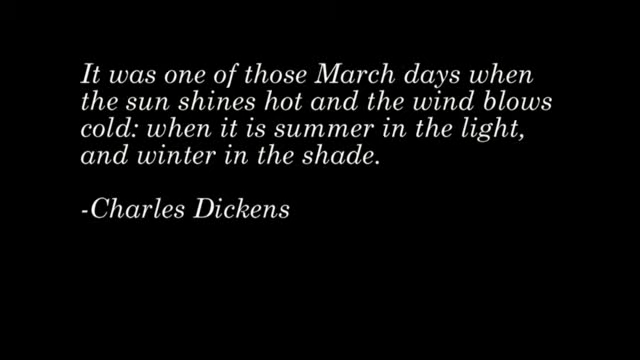 It was one of those March days when
the sun shines hot and the wind blows
cold: when it is summer in the light,
and winter in the shade.
-Charles Dickens